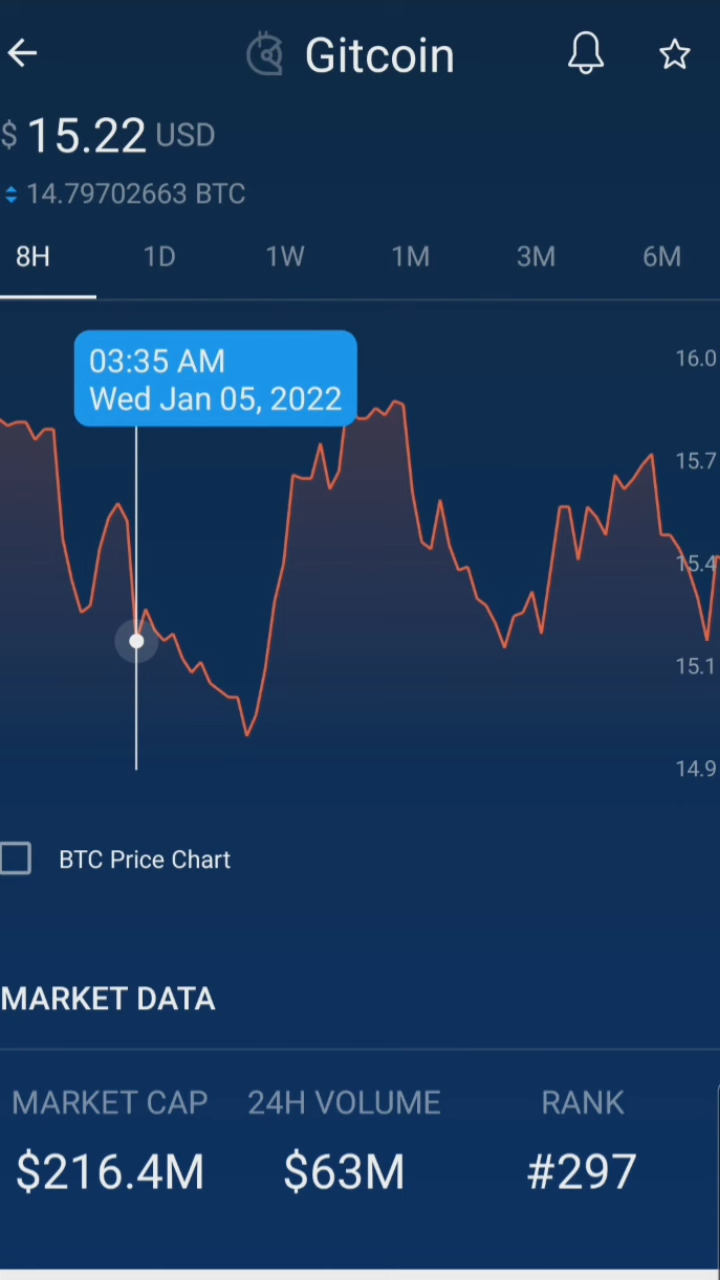 Gitcoin
$ 15.22 USD
14.79702663 BTC
8H 1D 1W 1M 3M 6M
03:35 AM
Wed Jan 05, 2022
16.0
15.7
15.4
15.1
14.9
BTC Price Chart
MARKET DATA
MARKET CAP 24H VOLUME RANK
$216.4M $63M #297